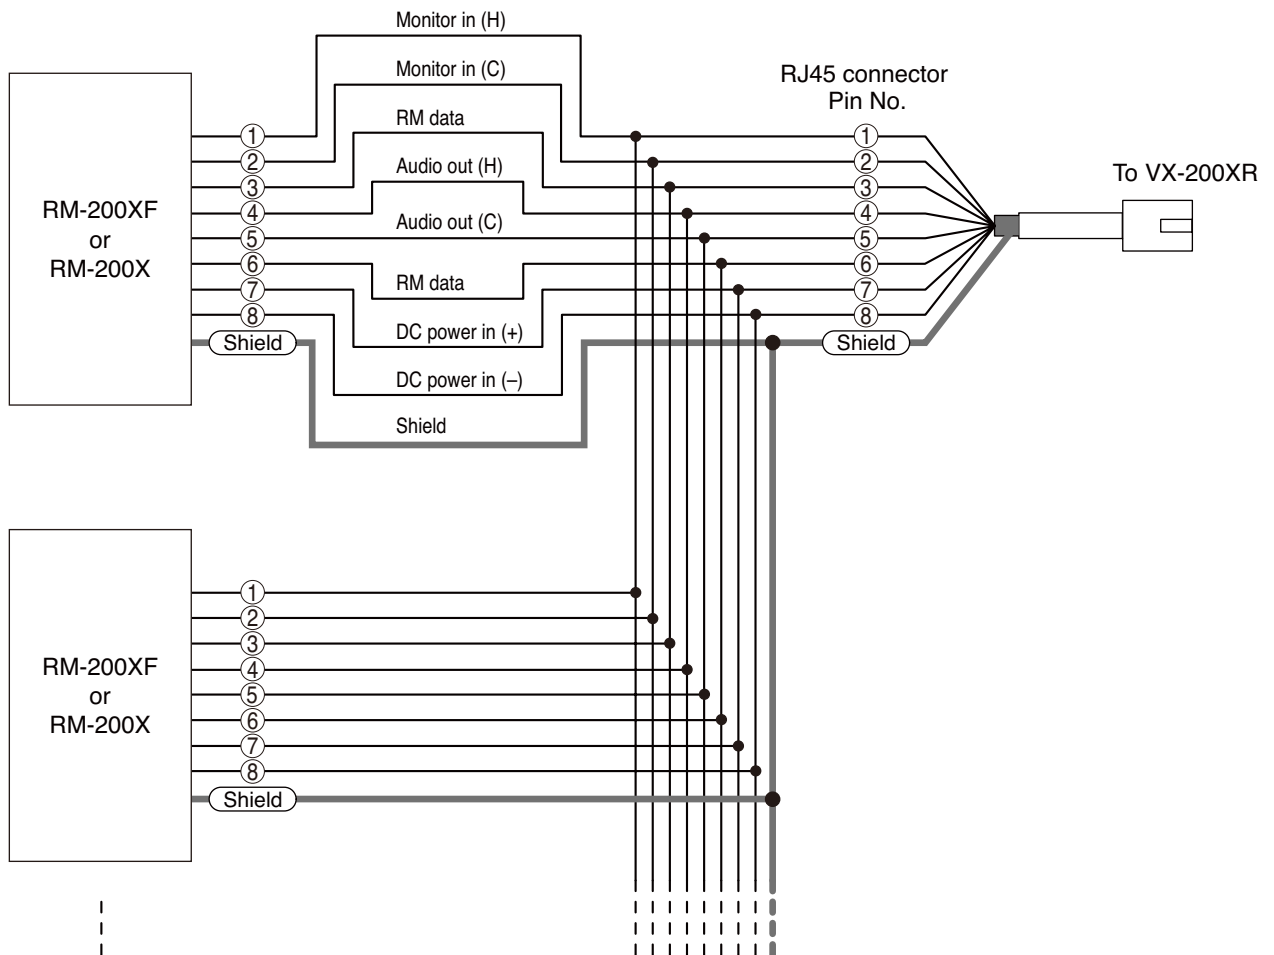 Monitor in (H)
Monitor in (C)
RM data
Audio out (H)
Audio out (C)
RM data
DC power in (+)
DC power in (–)
Shield
RM-200XF
or
RM-200X
1
2
3
4
5
6
7
8
Shield
RJ45 connector
Pin No.
1
2
3
4
5
6
7
8
Shield
To VX-200XR
RM-200XF
or
RM-200X
1
2
3
4
5
6
7
8
Shield